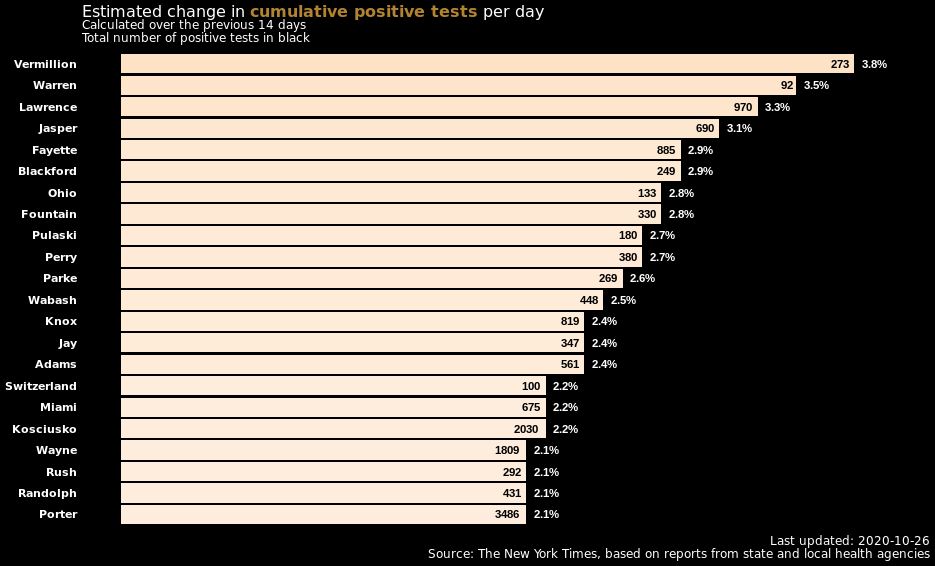 Estimated change in cumulative positive tests per day
Calculated over the previous 14 days
Total number of positive tests in black
Vermillion 273 3.8%
Warren 92 3.5%
Lawrence 970 3.3%
Jasper 690 3.1%
Fayette 885 2.9%
Blackford 249 2.9%
Ohio 133 2.8%
Fountain 330 2.8%
Pulaski 180 2.7%
Perry 380 2.7%
Parke 269 2.6%
Wabash 448 2.5%
Knox 819 2.4%
Jay 347 2.4%
Adams 561 2.4%
Switzerland 100 2.2%
Miami 675 2.2%
Kosciusko 2030 2.2%
Wayne 1809 2.1%
Rush 292 2.1%
Randolph 431 2.1%
Porter 3486 2.1%
Last updated: 2020-10-26
Source: The New York Times, based on reports from state and local health agencies